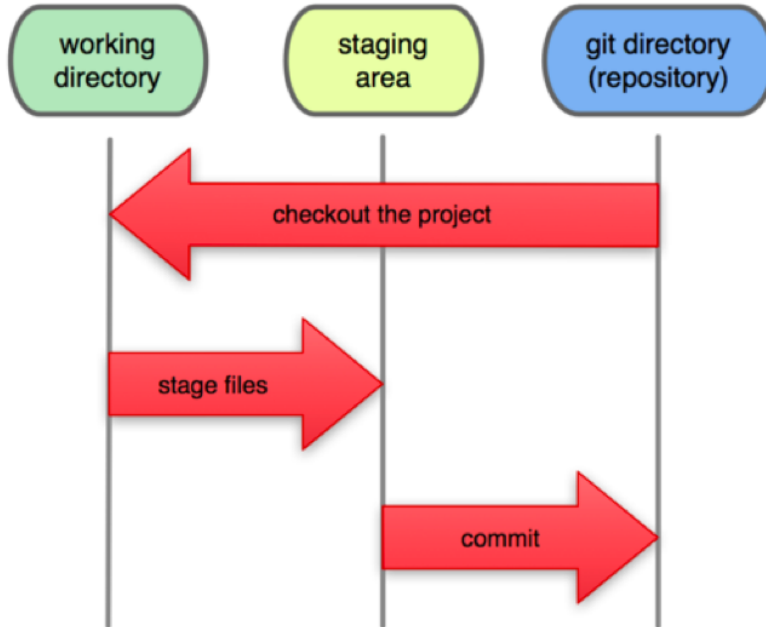 working
directory
staging
area
git directory
(repository)
checkout the project
stage files
commit